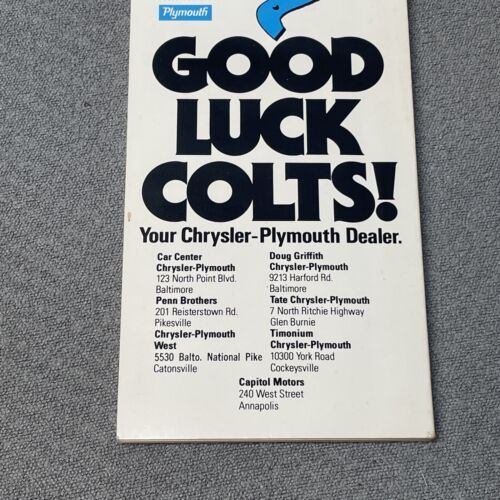 Plymouth
GOOD
LUCK
COLTS!
Your Chrysler-Plymouth Dealer.
Car Center
Chrysler-Plymouth
123 North Point Blvd.
Baltimore
Penn Brothers
201 Reisterstown Rd.
Pikesville
Chrysler-Plymouth
West
5530 Balto. National Pike
Catonsville
Doug Griffith
Chrysler-Plymouth
9213 Harford Rd.
Baltimore
Tate Chrysler-Plymouth
7 North Ritchie Highway
Glen Burnie
Timonium
Chrysler-Plymouth
10300 York Road
Cockeysville
Capitol Motors
240 West Street
Annapolis